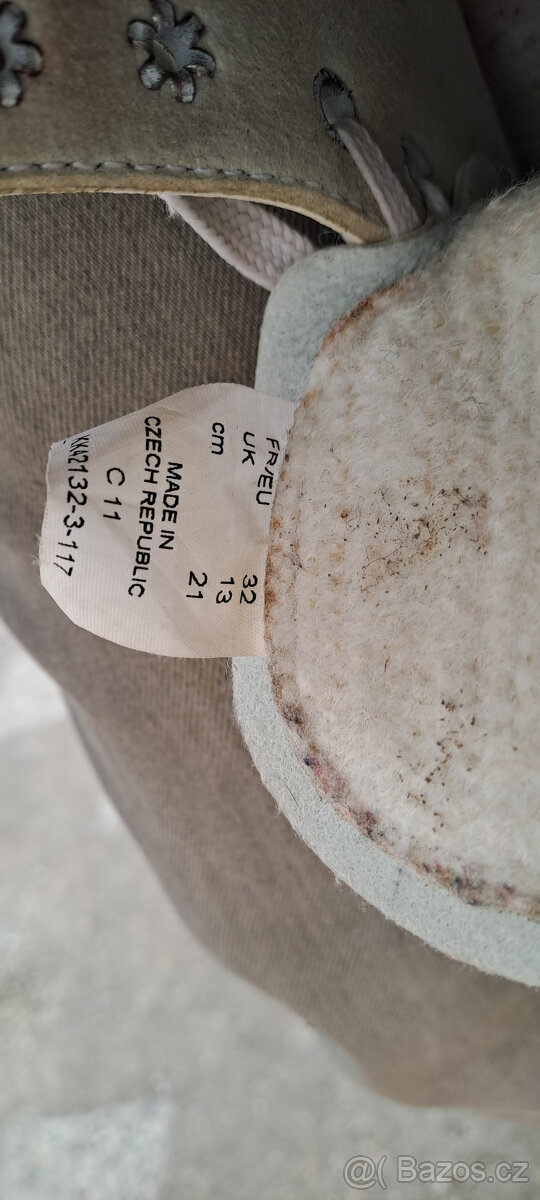 FR/EU 32
UK 13
cm 21
MADE IN
CZECH REPUBLIC
C 11
KK42132-3-117
@( Bazos.cz